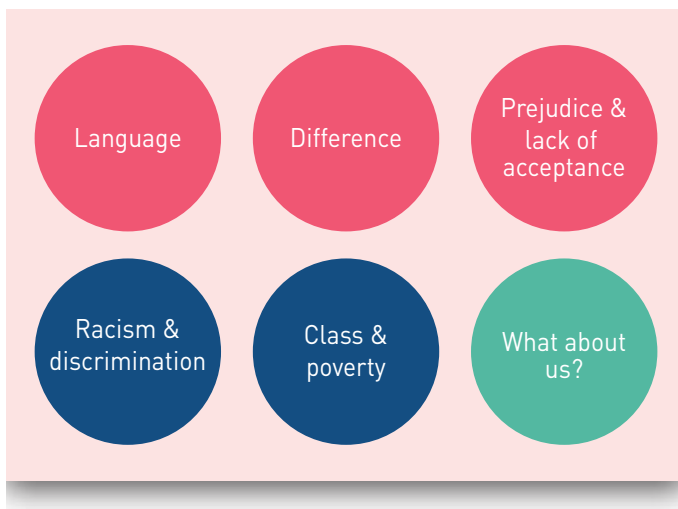 Language
Difference
Prejudice &
lack of
acceptance
Racism &
discrimination
Class &
poverty
What about
us?